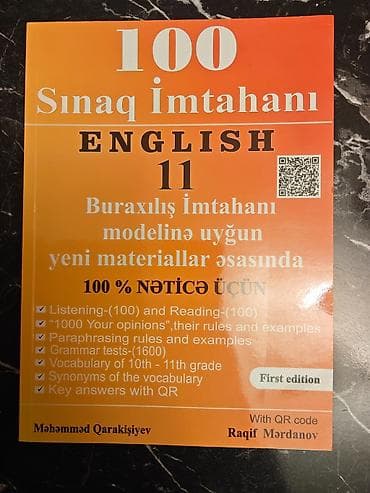 100
Sınaq İmtahanı
ENGLISH
11
Buraxılış İmtahanı
modelinə uyğun
yeni materiallar əsasında
100 % NƏTİCƏ ÜÇÜN
Listening-(100) and Reading-(100)
"1000 Your opinions",their rules and examples
Paraphrasing rules and examples
Grammar tests-(1600)
Vocabulary of 10th - 11th grade
Synonyms of the vocabulary
Key answers with QR
First edition
With QR code
Məhəmməd Qarakişiyev
Raqif Mərdanov